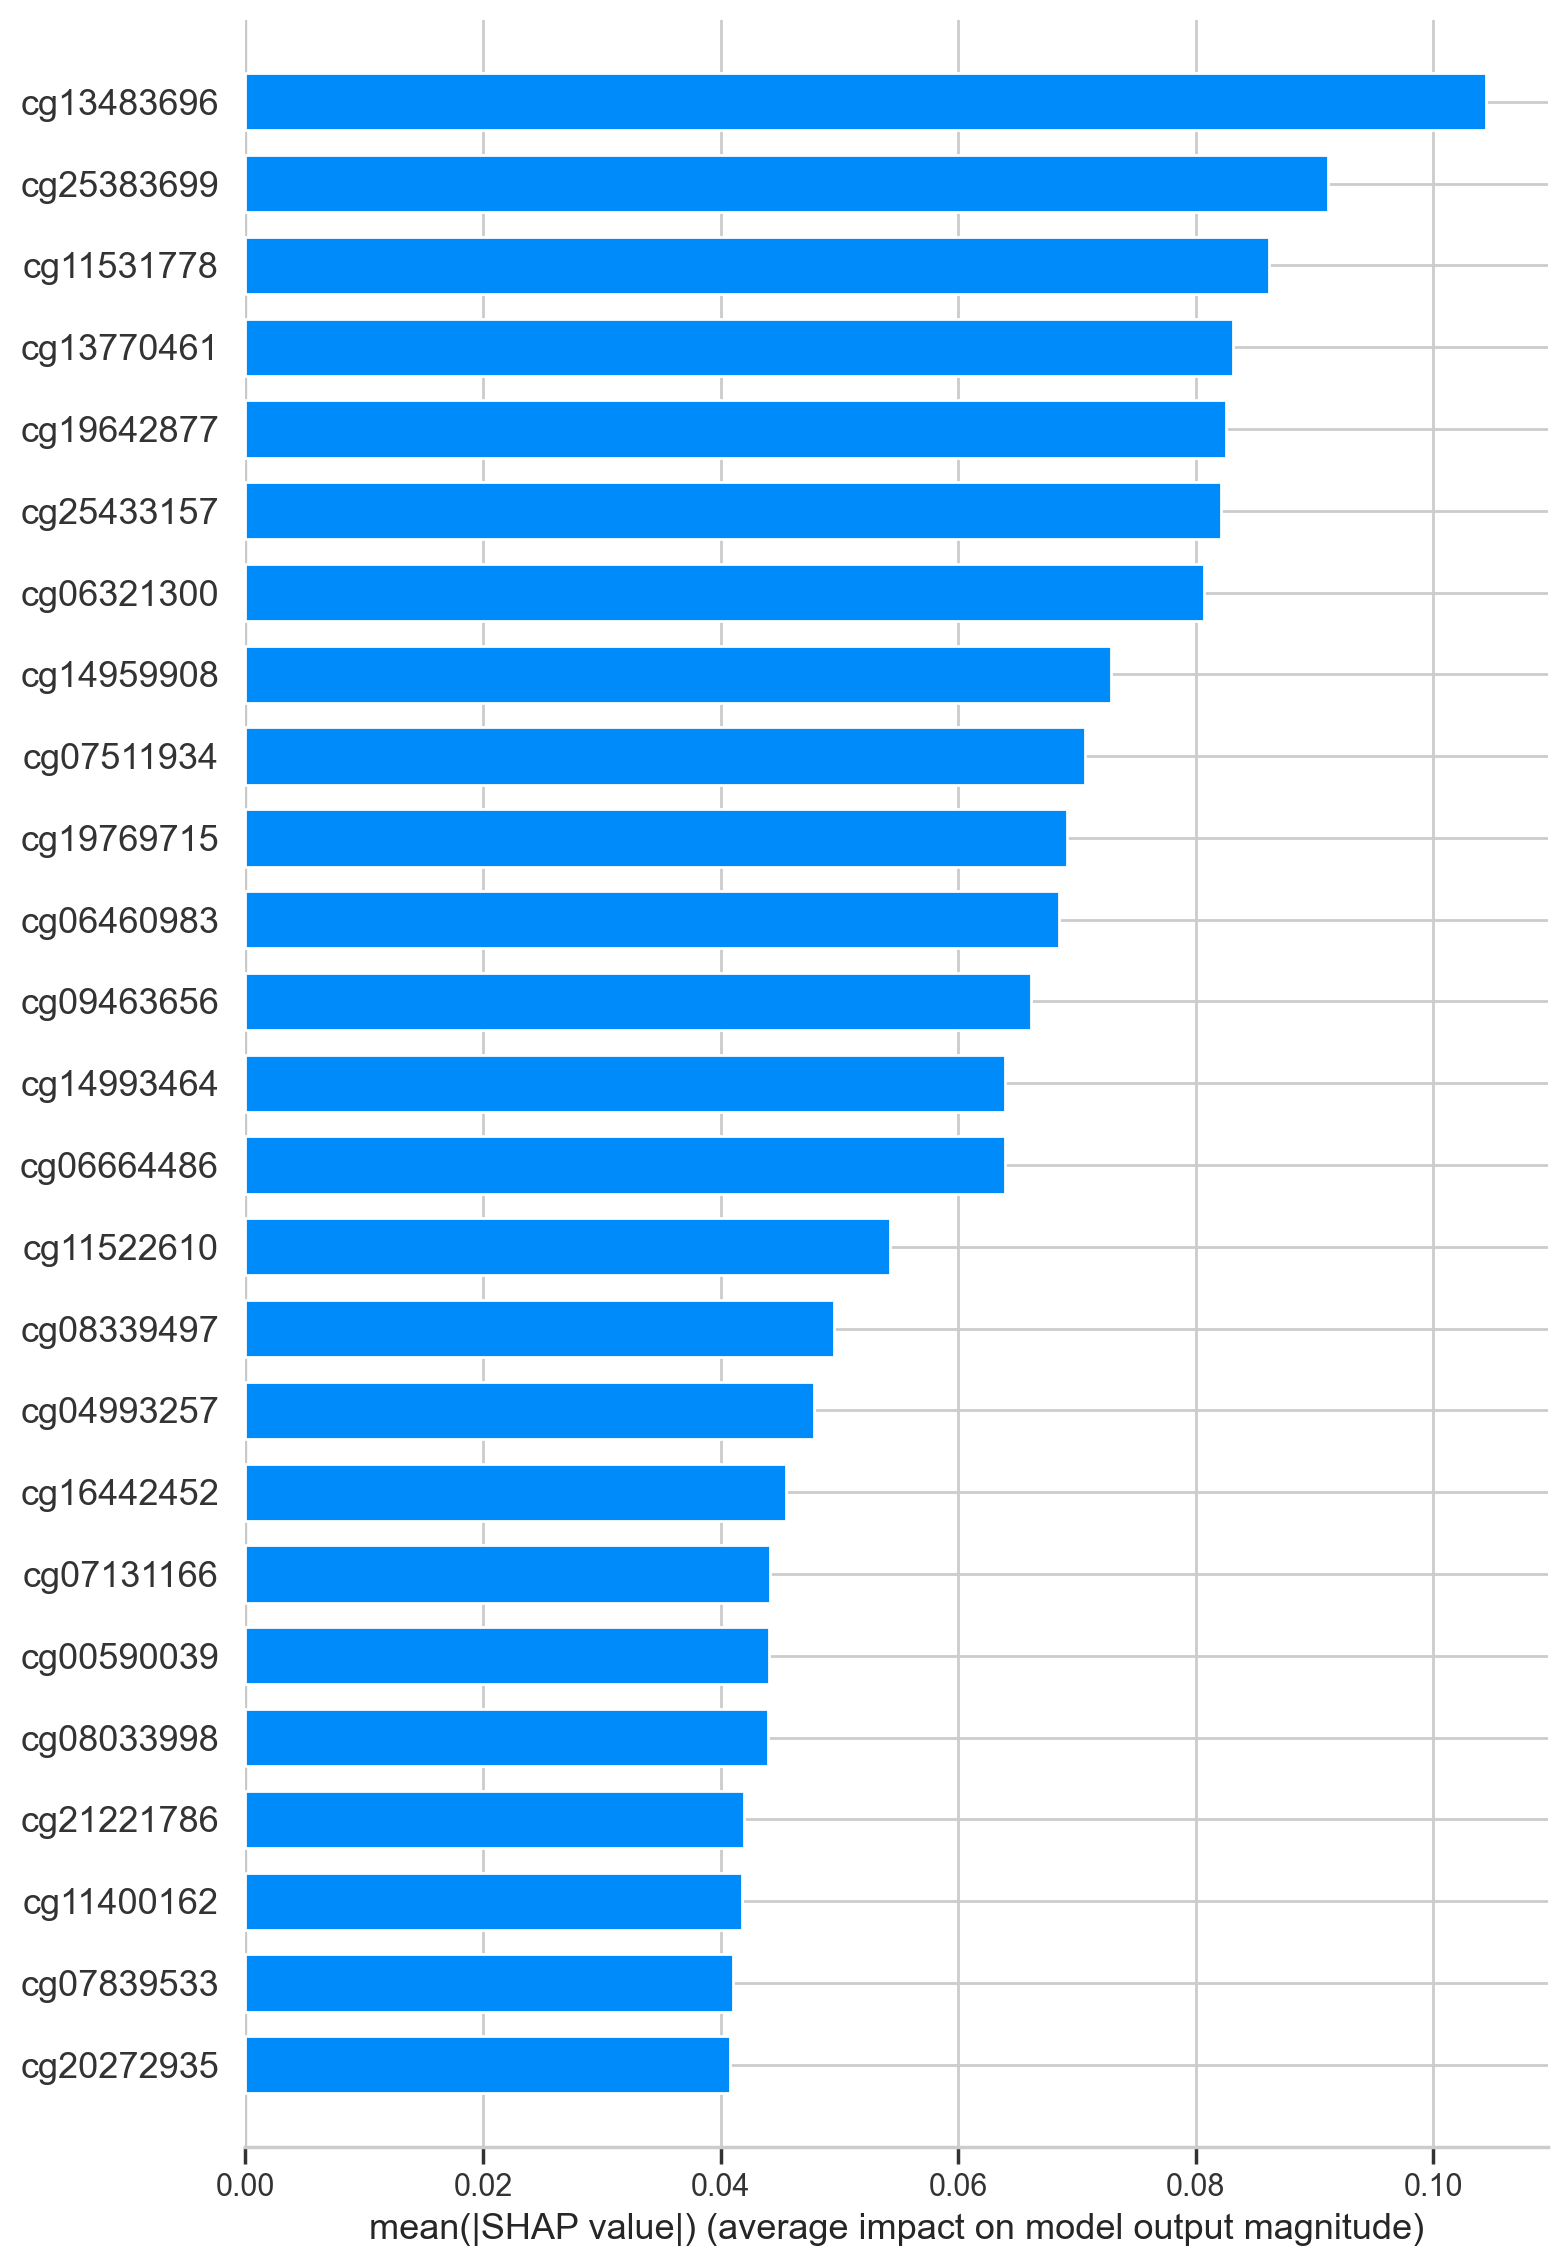 cg13483696
cg25383699
cg11531778
cg13770461
cg19642877
cg25433157
cg06321300
cg14959908
cg07511934
cg19769715
cg06460983
cg09463656
cg14993464
cg06664486
cg11522610
cg08339497
cg04993257
cg16442452
cg07131166
cg00590039
cg08033998
cg21221786
cg11400162
cg07839533
cg20272935
0.00 0.02 0.04 0.06 0.08 0.10
mean(|SHAP value|) (average impact on model output magnitude)